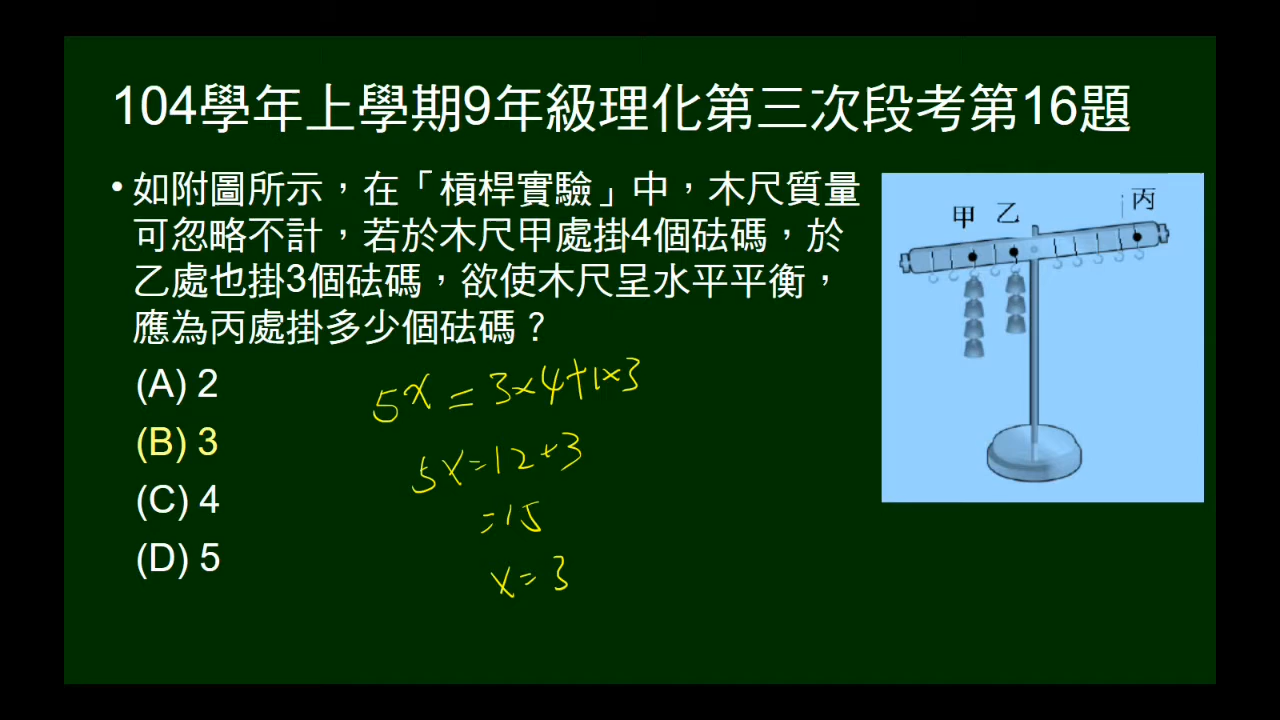 104學年上學期9年級理化第三次段考第16題
• 如附圖所示，在「槓桿實驗」中，木尺質量
可忽略不計，若於木尺甲處掛4個砝碼，於
乙處也掛3個砝碼，欲使木尺呈水平平衡，
應為丙處掛多少個砝碼？
(A) 2
(B) 3
(C) 4
(D) 5
5x=3×4+1×3
5x=12+3
=15
x=3
甲 乙 丙